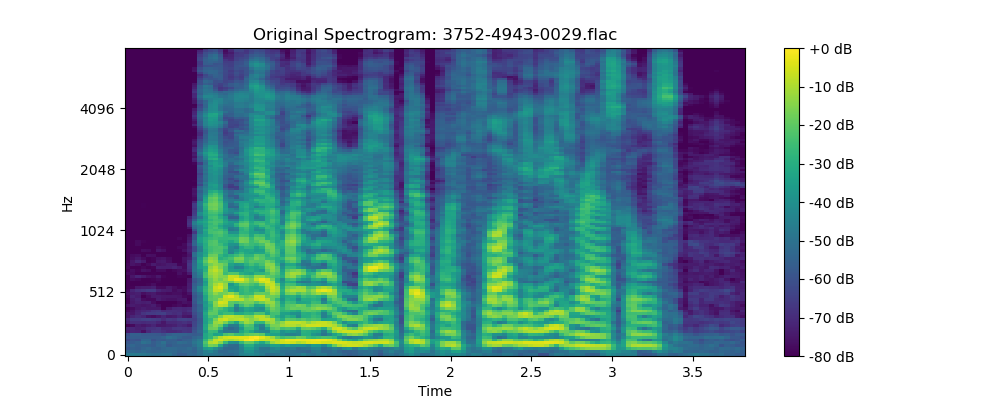 Original Spectrogram: 3752-4943-0029.flac
Hz
4096
2048
1024
512
0
0 0.5 1 1.5 2 2.5 3 3.5
Time
+0 dB
-10 dB
-20 dB
-30 dB
-40 dB
-50 dB
-60 dB
-70 dB
-80 dB